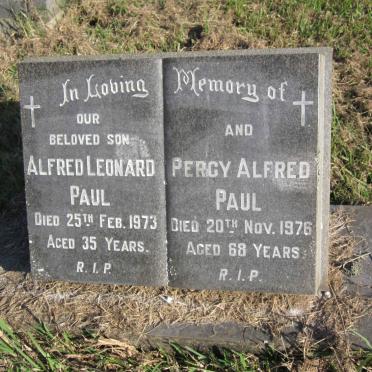 In Loving Memory of
OUR
BELOVED SON
ALFRED LEONARD
PAUL
DIED 25TH FEB. 1973
AGED 35 YEARS.
R.I.P.
AND
PERCY ALFRED
PAUL
DIED 20TH NOV. 1976
AGED 68 YEARS.
R.I.P.